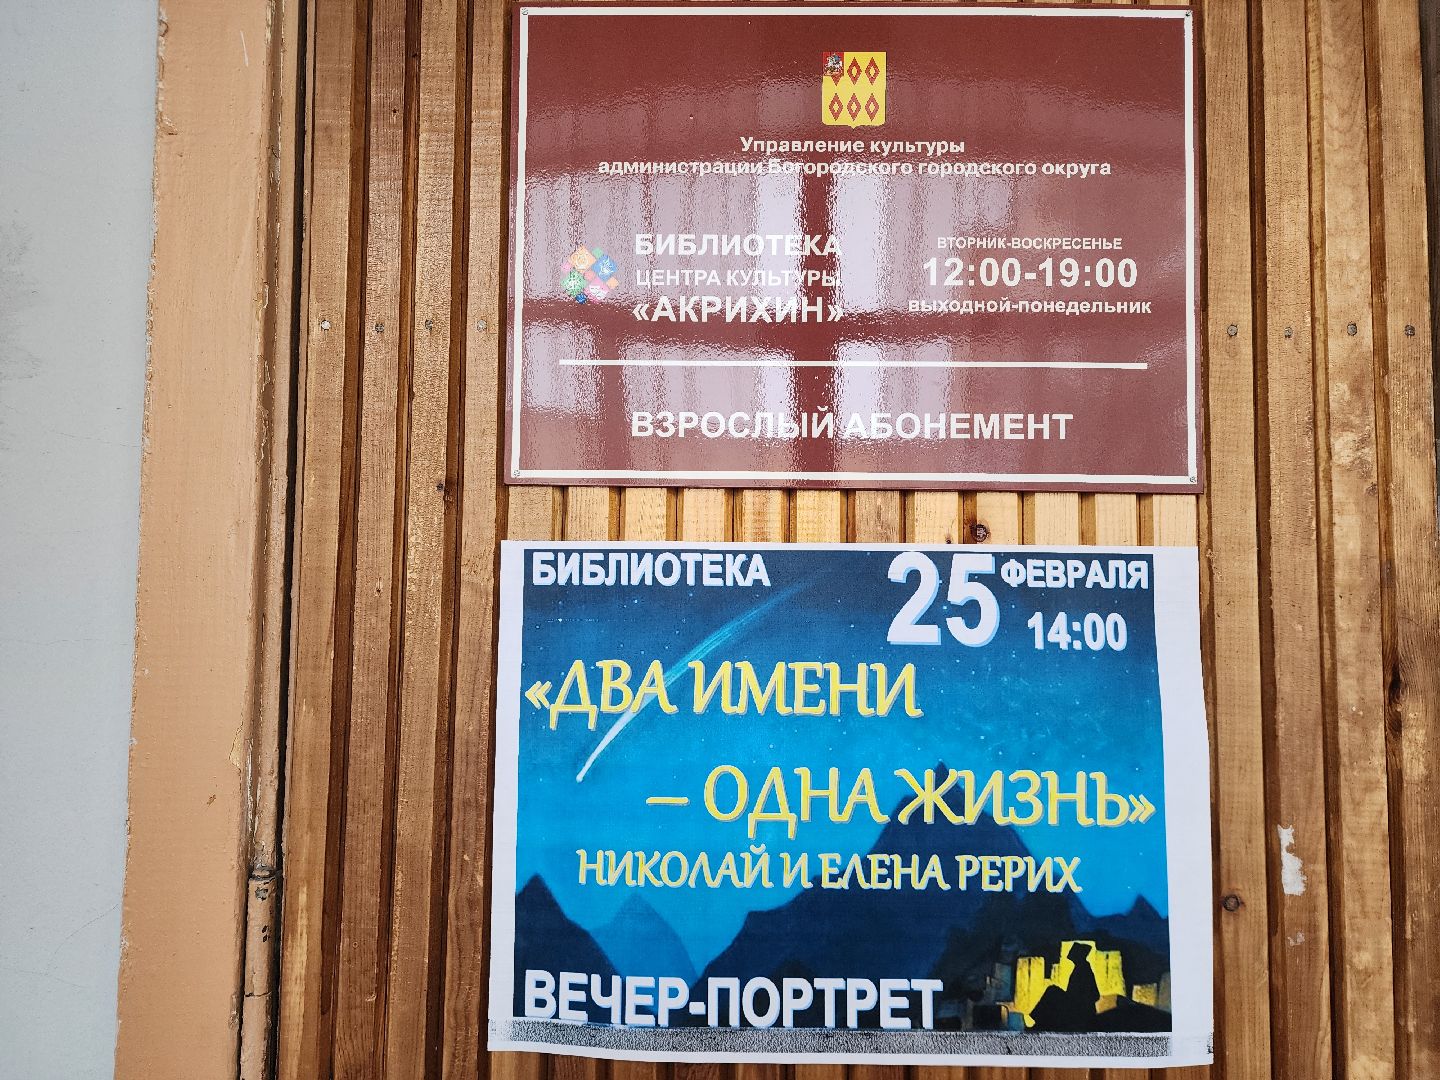 Управление культуры
администрации Богородского городского округа
БИБЛИОТЕКА
ЦЕНТРА КУЛЬТУРЫ
«АКРИХИН»
ВТОРНИК-ВОСКРЕСЕНЬЕ
12:00-19:00
выходной-понедельник
ВЗРОСЛЫЙ АБОНЕМЕНТ
БИБЛИОТЕКА
25 ФЕВРАЛЯ
14:00
«ДВА ИМЕНИ
– ОДНА ЖИЗНЬ»
НИКОЛАЙ И ЕЛЕНА РЕРИХ
ВЕЧЕР-ПОРТРЕТ